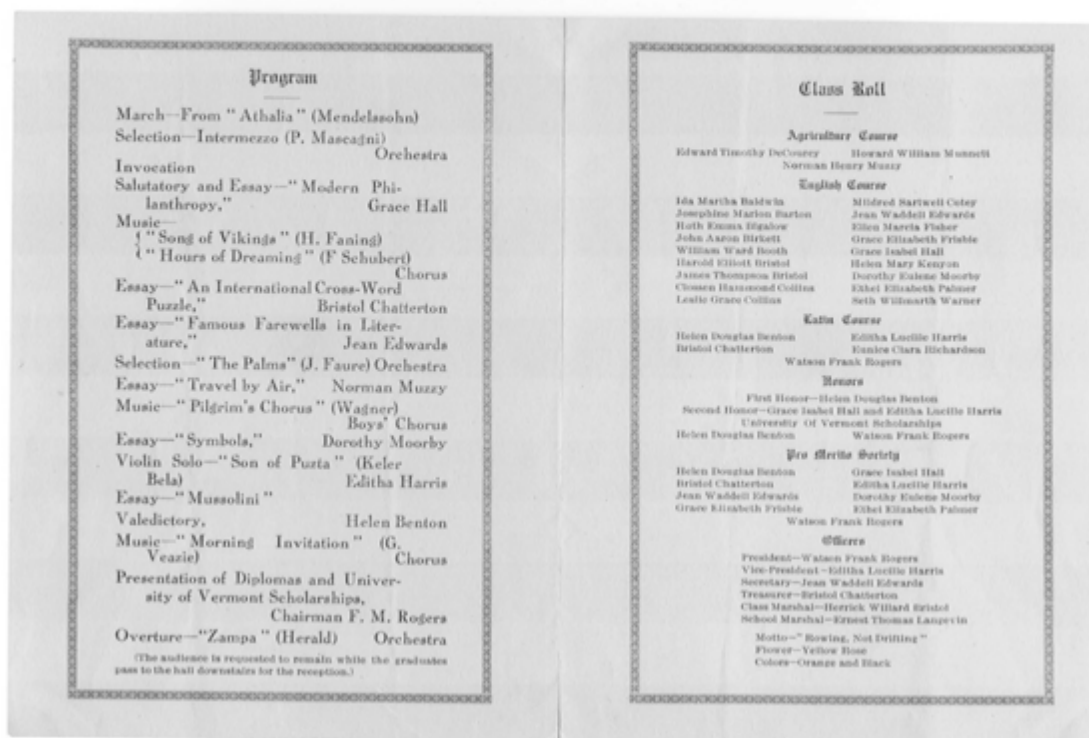 Program
March—From "Athalia" (Mendelssohn)
Selection—Intermezzo (P. Mascagni)
Orchestra
Invocation
Salutatory and Essay—"Modern Phi-
lanthropy," Grace Hall
Music—
"Song of Vikings" (H. Faning)
"Hours of Dreaming" (F Schubert)
Chorus
Essay—"An International Cross-Word
Puzzle," Bristol Chatterton
Essay—"Famous Farewells in Liter-
ature," Jean Edwards
Selection—"The Palms" (J. Faure) Orchestra
Essay—"Travel by Air," Norman Muzzy
Music—"Pilgrim's Chorus" (Wagner)
Boys' Chorus
Essay—"Symbols," Dorothy Moorby
Violin Solo—"Son of Puzta" (Keler
Bela) Editha Harris
Essay—"Mussolini"
Valedictory, Helen Benton
Music—"Morning Invitation" (G.
Veazie) Chorus
Presentation of Diplomas and Univer-
sity of Vermont Scholarships,
Chairman F. M. Rogers
Overture—"Zampa" (Herald) Orchestra
(The audience is requested to remain while the graduates
pass to the hall downstairs for the reception.)
Class Roll
Agriculture Course
Edward Timothy DeCourcy Howard William
Norman Henry Muzzy
English Course
Ida Martha Baldwin Mildred Sartwell
Josephine Marion Barton Jean Waddell Edwards
Emma Bigalow Ellen Marcia Fisher
John Aaron Birkett Grace Elizabeth Frisbie
William Ward Booth Grace Isabel Hall
Harold Elliott Bristol Helen Mary Kenyon
James Thompson Bristol Dorothy Eulene Moorby
Hammond Collins Ethel Elizabeth Palmer
Leslie Grace Collins Seth Warner
Latin Course
Helen Douglas Benton Editha Lucille Harris
Bristol Chatterton Eunice Clara Richardson
Watson Frank Rogers
Honors
First Honor—Helen Douglas Benton
Second Honor—Grace Isabel Hall and Editha Lucille Harris
University Of Vermont Scholarships
Helen Douglas Benton Watson Frank Rogers
Pro Merito Society
Helen Douglas Benton Grace Isabel Hall
Bristol Chatterton Editha Lucille Harris
Jean Waddell Edwards Dorothy Eulene Moorby
Grace Elizabeth Frisbie Ethel Elizabeth Palmer
Watson Frank Rogers
Officers
President—Watson Frank Rogers
Vice-President—Editha Lucille Harris
Secretary—Jean Waddell Edwards
Treasurer—Bristol Chatterton
Class Marshal—Herrick Willard Bristol
School Marshal—Ernest Thomas Langevin
Motto—"Rowing, Not Drifting"
Flower—Yellow Rose
Colors—Orange and Black